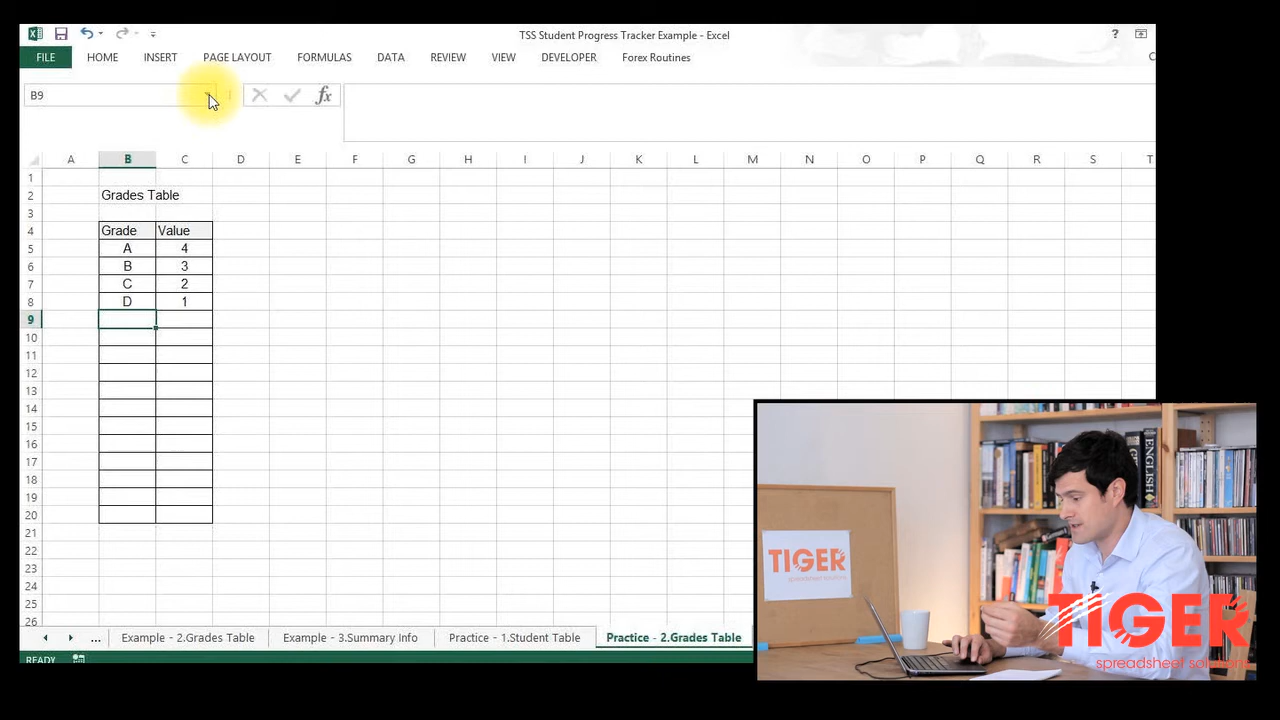 TSS Student Progress Tracker Example - Excel
?
FILE HOME INSERT PAGE LAYOUT FORMULAS DATA REVIEW VIEW DEVELOPER Forex Routines C
B9 fx
A B C D E F G H I J K L M N O P Q R S T
1
2 Grades Table
3
4 Grade Value
5 A 4
6 B 3
7 C 2
8 D 1
9
10
11
12
13
14
15
16
17
18
19
20
21
22
23
24
25
26
... Example - 2.Grades Table Example - 3.Summary Info Practice - 1.Student Table Practice - 2.Grades Table
READY
ENGLISH
TIGER
spreadsheet solutions
TIGER
spreadsheet solutions